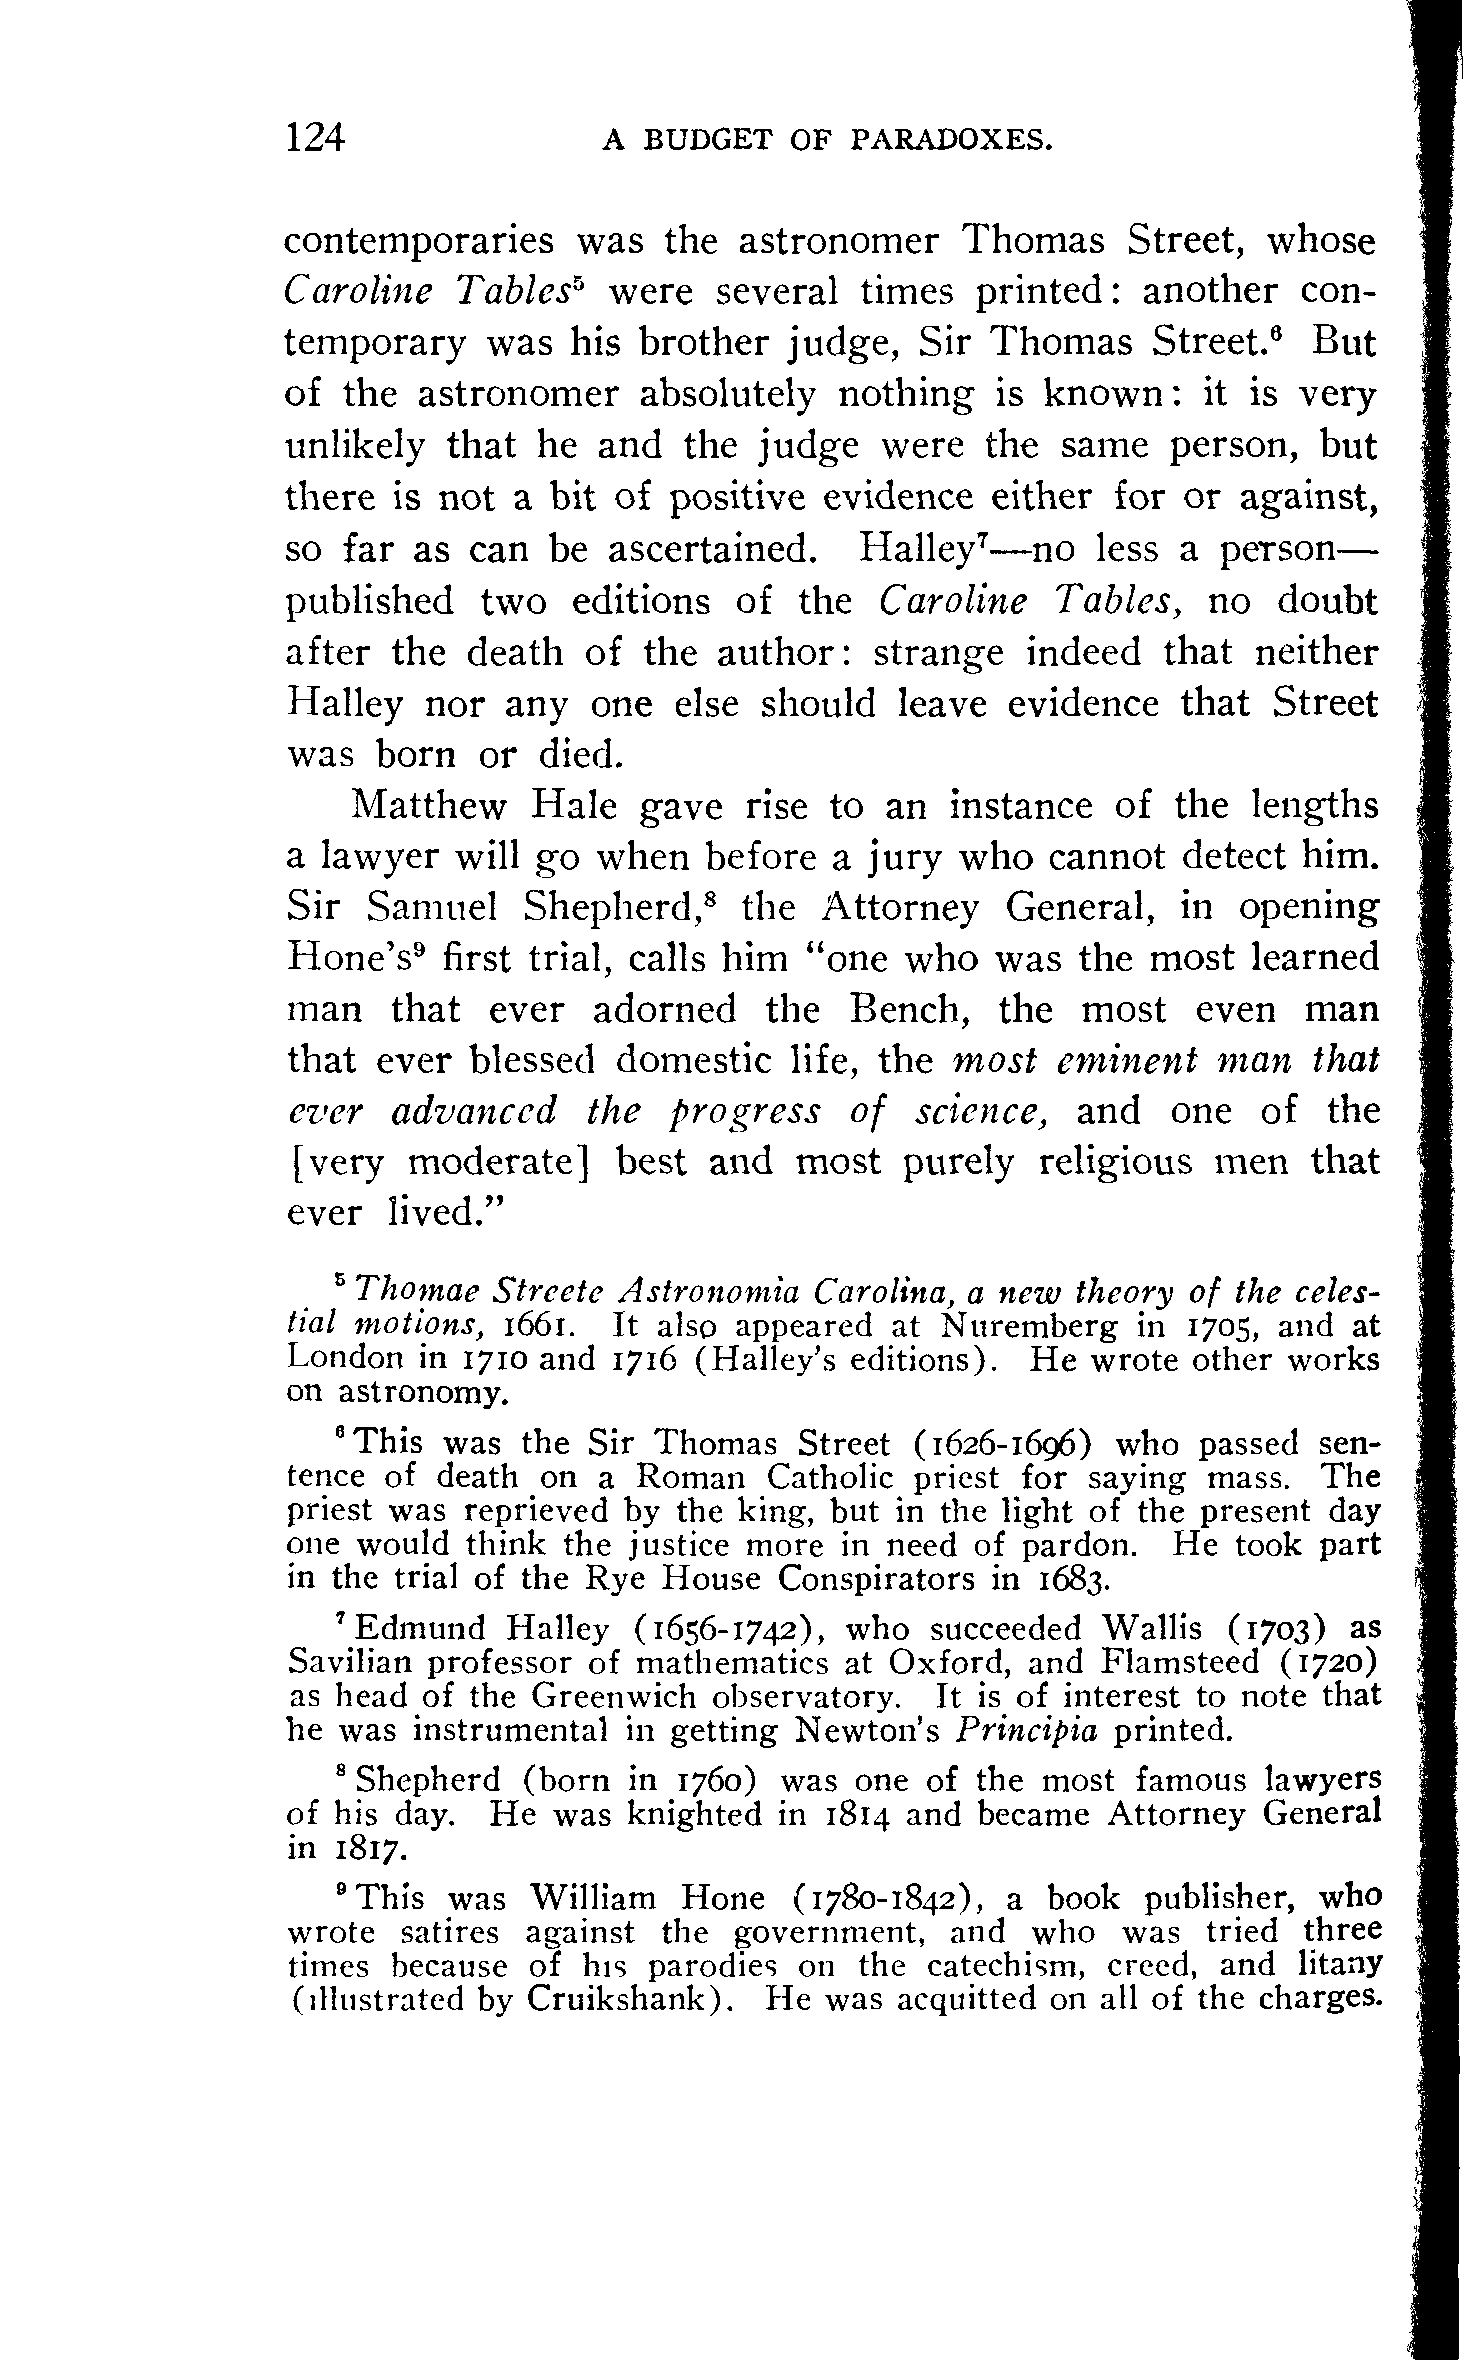 124 A BUDGET OF PARADOXES.
contemporaries was the astronomer Thomas Street, whose
Caroline Tables⁵ were several times printed: another con-
temporary was his brother judge, Sir Thomas Street.⁶ But
of the astronomer absolutely nothing is known: it is very
unlikely that he and the judge were the same person, but
there is not a bit of positive evidence either for or against,
so far as can be ascertained. Halley⁷—no less a person—
published two editions of the Caroline Tables, no doubt
after the death of the author: strange indeed that neither
Halley nor any one else should leave evidence that Street
was born or died.
Matthew Hale gave rise to an instance of the lengths
a lawyer will go when before a jury who cannot detect him.
Sir Samuel Shepherd,⁸ the Attorney General, in opening
Hone's⁹ first trial, calls him "one who was the most learned
man that ever adorned the Bench, the most even man
that ever blessed domestic life, the most eminent man that
ever advanced the progress of science, and one of the
[very moderate] best and most purely religious men that
ever lived."
⁵ Thomae Streete Astronomia Carolina, a new theory of the celes-
tial motions, 1661. It also appeared at Nuremberg in 1705, and at
London in 1710 and 1716 (Halley's editions). He wrote other works
on astronomy.
⁶ This was the Sir Thomas Street (1626-1696) who passed sen-
tence of death on a Roman Catholic priest for saying mass. The
priest was reprieved by the king, but in the light of the present day
one would think the justice more in need of pardon. He took part
in the trial of the Rye House Conspirators in 1683.
⁷ Edmund Halley (1656-1742), who succeeded Wallis (1703) as
Savilian professor of mathematics at Oxford, and Flamsteed (1720)
as head of the Greenwich observatory. It is of interest to note that
he was instrumental in getting Newton's Principia printed.
⁸ Shepherd (born in 1760) was one of the most famous lawyers
of his day. He was knighted in 1814 and became Attorney General
in 1817.
⁹ This was William Hone (1780-1842), a book publisher, who
wrote satires against the government, and who was tried three
times because of his parodies on the catechism, creed, and litany
(illustrated by Cruikshank). He was acquitted on all of the charges.